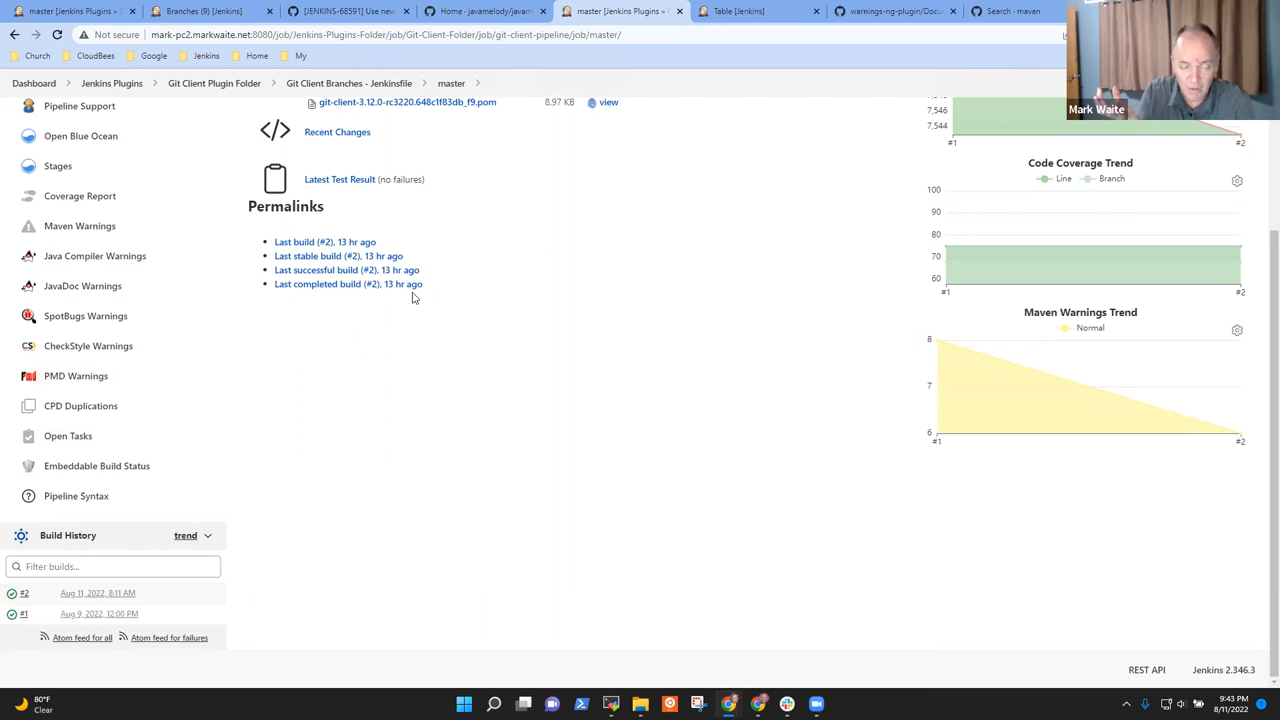 master [Jenkins Plugins »
Branches (9) [Jenkins]
[JENKINS-68591] Use new
Home · javamelody/javam
master [Jenkins Plugins » C
Table [Jenkins]
warnings-ng-plugin/Docu
Search - maven
Not secure
mark-pc2.markwaite.net:8080/job/Jenkins-Plugins-Folder/job/Git-Client-Folder/job/git-client-pipeline/job/master/
Church
CloudBees
Google
Jenkins
Home
My
Dashboard
Jenkins Plugins
Git Client Plugin Folder
Git Client Branches - Jenkinsfile
master
Mark Waite
Pipeline Support
Open Blue Ocean
Stages
Coverage Report
Maven Warnings
Java Compiler Warnings
JavaDoc Warnings
SpotBugs Warnings
CheckStyle Warnings
PMD Warnings
CPD Duplications
Open Tasks
Embeddable Build Status
Pipeline Syntax
Build History
trend
Filter builds...
#2 Aug 11, 2022, 8:11 AM
#1 Aug 9, 2022, 12:00 PM
Atom feed for all
Atom feed for failures
git-client-3.12.0-rc3220.648c1f83db_f9.pom
8.97 KB
view
Recent Changes
Latest Test Result (no failures)
Permalinks
Last build (#2), 13 hr ago
Last stable build (#2), 13 hr ago
Last successful build (#2), 13 hr ago
Last completed build (#2), 13 hr ago
7,546
7,544
#1
#2
Code Coverage Trend
Line
Branch
100
90
80
70
60
#1
#2
Maven Warnings Trend
Normal
8
7
6
#1
#2
REST API
Jenkins 2.346.3
80°F
Clear
9:43 PM
8/11/2022